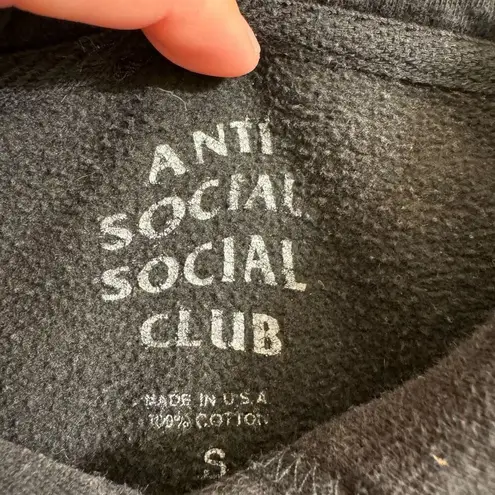 ANTI
SOCIAL
SOCIAL
CLUB
MADE IN U.S.A
100% COTTON
S